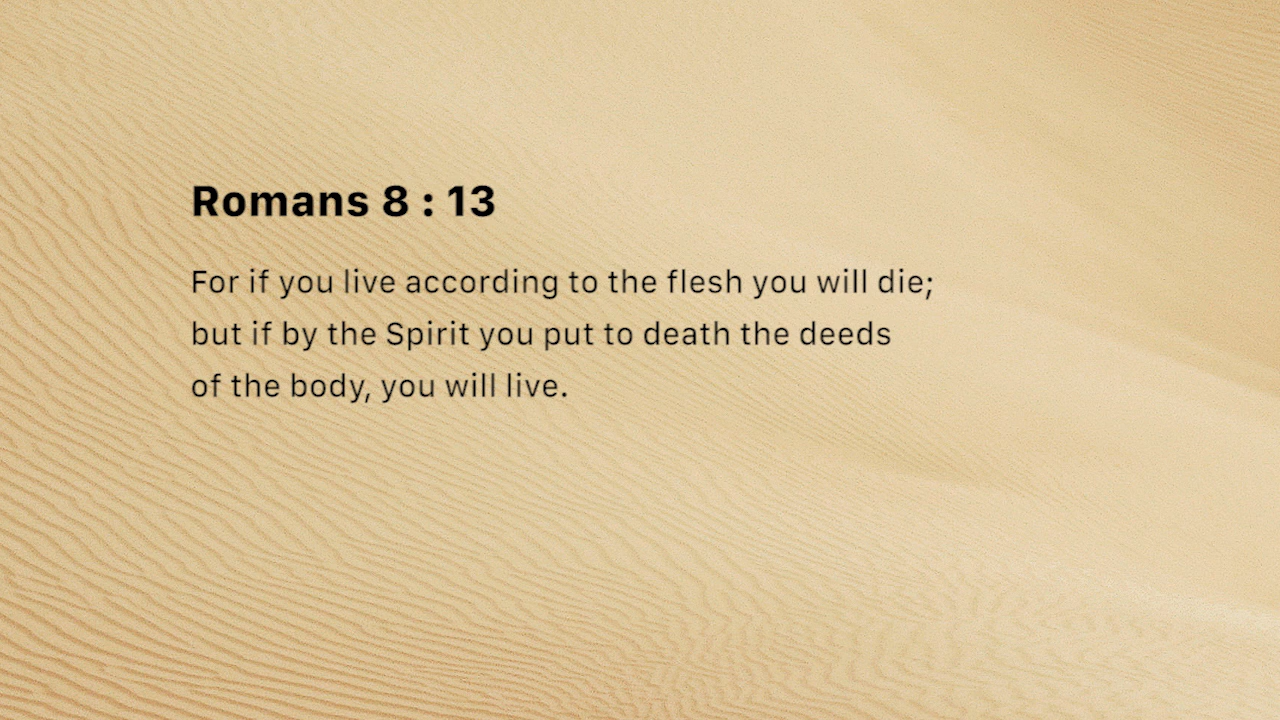 Romans 8 : 13
For if you live according to the flesh you will die;
but if by the Spirit you put to death the deeds
of the body, you will live.